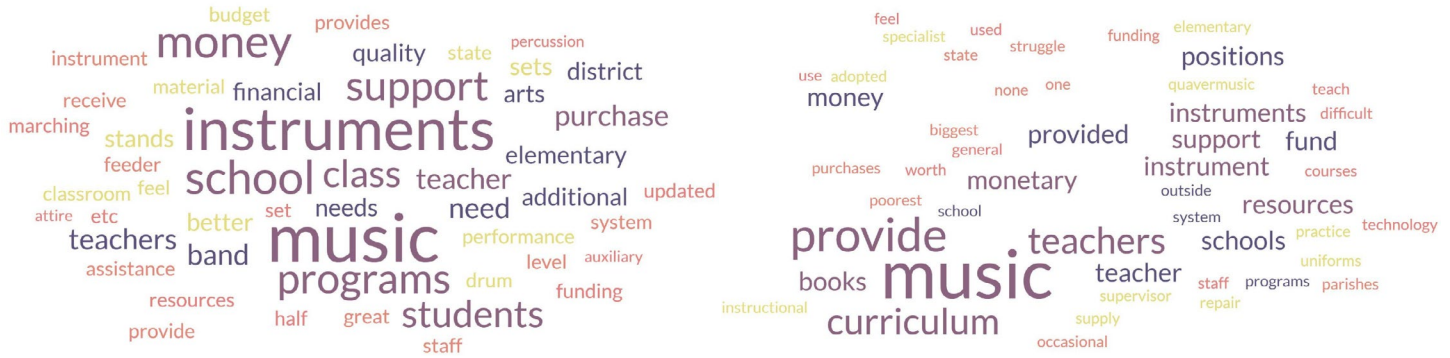 budget
provides
money
percussion
instrument
quality
state
sets
district
material
financial
support
arts
receive
purchase
marching
instruments
stands
elementary
feeder
school
class
teacher
classroom
feel
additional
updated
attire
etc
better
set
needs
need
system
teachers
music
performance
band
level
auxiliary
assistance
programs
drum
funding
resources
half
great
students
provide
staff
feel
used
funding
elementary
specialist
state
struggle
positions
use
adopted
none
one
quavermusic
teach
money
instruments
difficult
biggest
provided
support
fund
general
purchases
worth
monetary
instrument
courses
outside
poorest
school
resources
system
technology
provide
teachers
schools
practice
music
teacher
uniforms
books
staff
programs
parishes
instructional
supervisor
repair
curriculum
supply
occasional